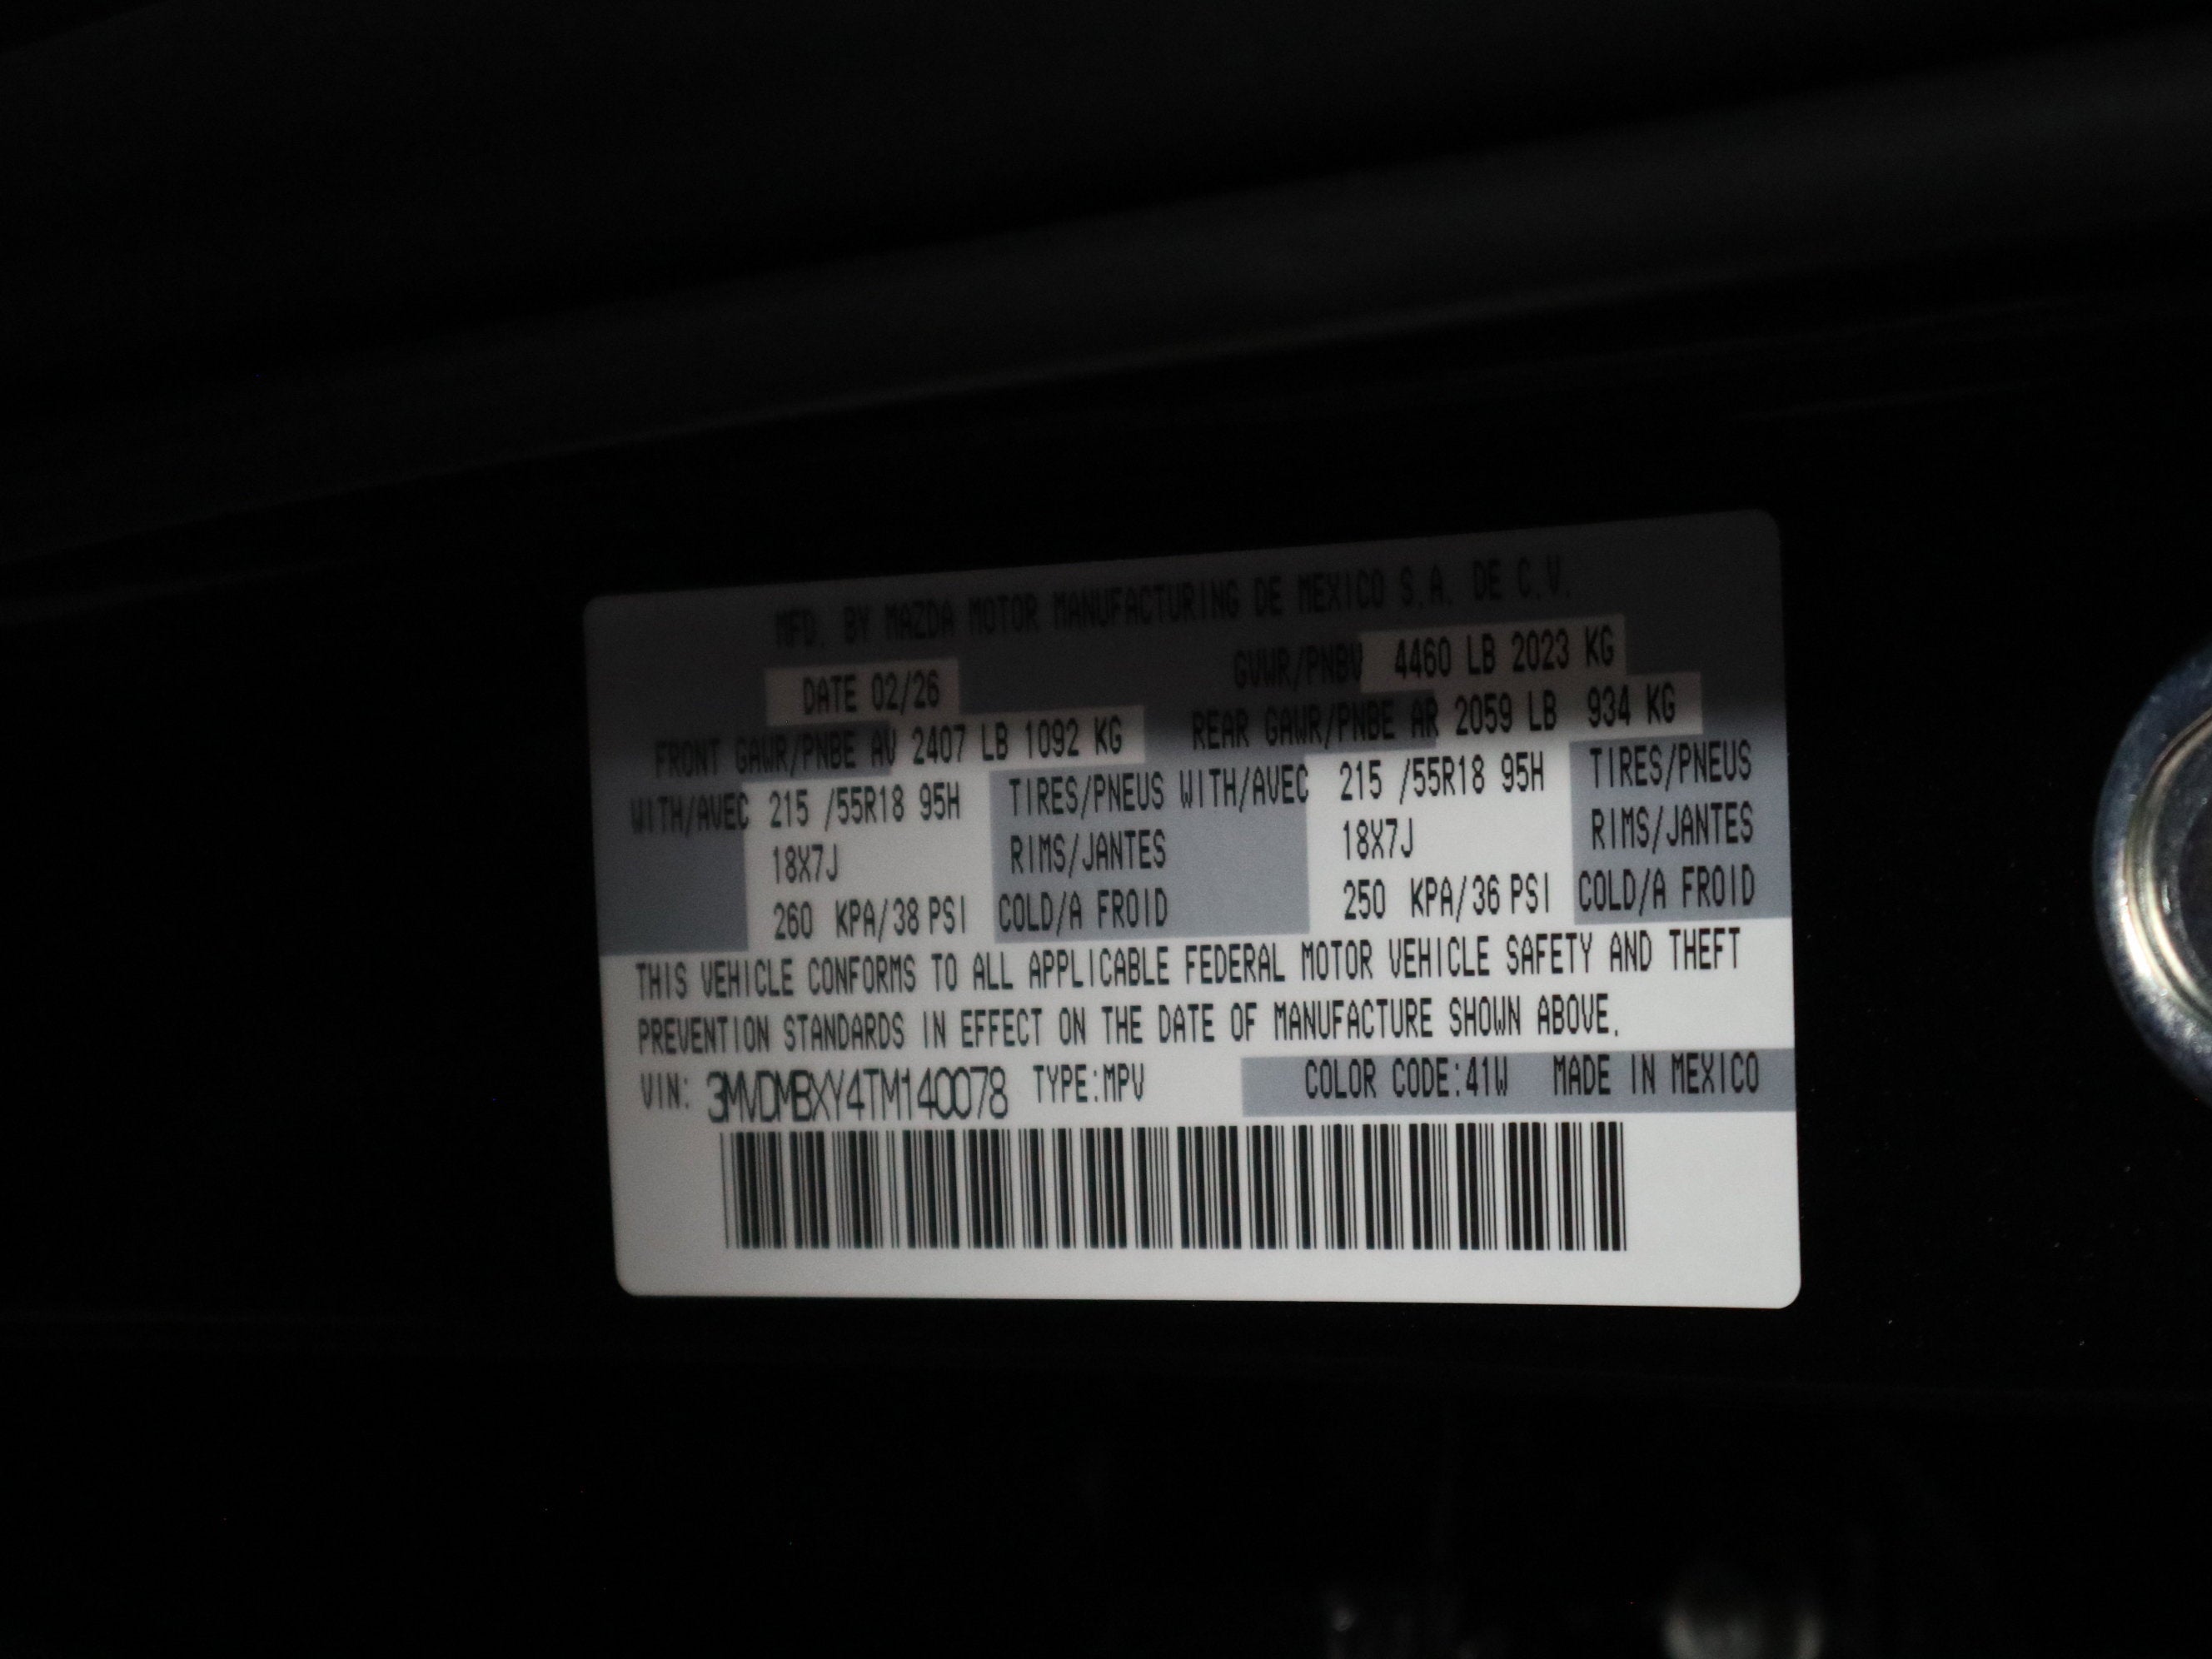 MFD. BY MAZDA MOTOR MANUFACTURING DE MEXICO S.A. DE C.V.
DATE 02/26 GVWR/PNBV 4460 LB 2023 KG
FRONT GAWR/PNBE AV 2407 LB 1092 KG REAR GAWR/PNBE AR 2059 LB 934 KG
WITH/AVEC 215 /55R18 95H TIRES/PNEUS WITH/AVEC 215 /55R18 95H TIRES/PNEUS
18X7J RIMS/JANTES 18X7J RIMS/JANTES
260 KPA/38 PSI COLD/A FROID 250 KPA/36 PSI COLD/A FROID
THIS VEHICLE CONFORMS TO ALL APPLICABLE FEDERAL MOTOR VEHICLE SAFETY AND THEFT
PREVENTION STANDARDS IN EFFECT ON THE DATE OF MANUFACTURE SHOWN ABOVE.
VIN: 3MVDMBXY4TM140078 TYPE:MPV COLOR CODE:41W MADE IN MEXICO